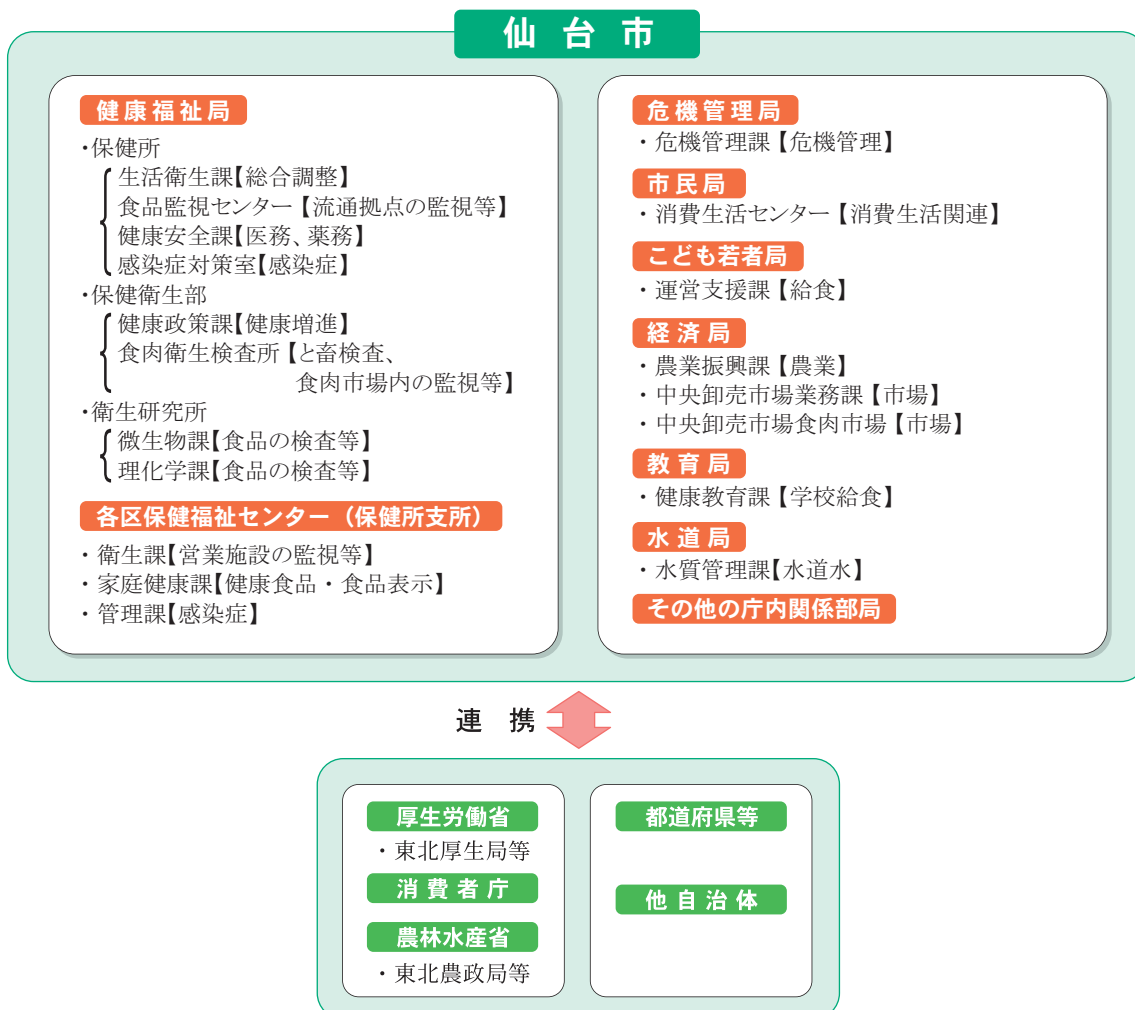 仙台市
健康福祉局
・保健所
生活衛生課【総合調整】
食品監視センター【流通拠点の監視等】
健康安全課【医務、薬務】
感染症対策室【感染症】
・保健衛生部
健康政策課【健康増進】
食肉衛生検査所【と畜検査、
食肉市場内の監視等】
・衛生研究所
微生物課【食品の検査等】
理化学課【食品の検査等】
各区保健福祉センター（保健所支所）
・衛生課【営業施設の監視等】
・家庭健康課【健康食品・食品表示】
・管理課【感染症】
危機管理局
・危機管理課【危機管理】
市民局
・消費生活センター【消費生活関連】
こども若者局
・運営支援課【給食】
経済局
・農業振興課【農業】
・中央卸売市場業務課【市場】
・中央卸売市場食肉市場【市場】
教育局
・健康教育課【学校給食】
水道局
・水質管理課【水道水】
その他の庁内関係部局
連携
厚生労働省
・東北厚生局等
消費者庁
農林水産省
・東北農政局等
都道府県等
他自治体